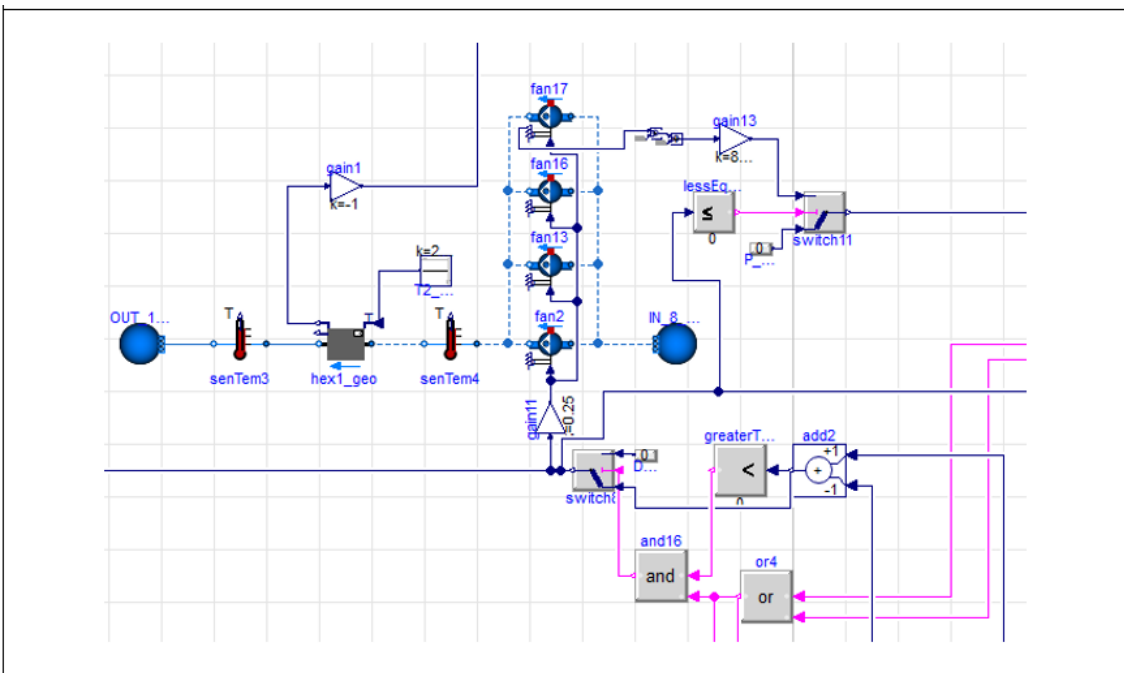 fan17
gain13
k=8...
gain1
k=-1
fan16
lessEq...
≤
0
switch11
0
P_...
fan13
k=2
T2_...
OUT_1...
T
senTem3
T
hex1_geo
T
senTem4
fan2
IN_8_...
gain11
=0.25
0
D...
switch8
greaterT...
<
0
add2
+1
+
-1
and16
and
or4
or